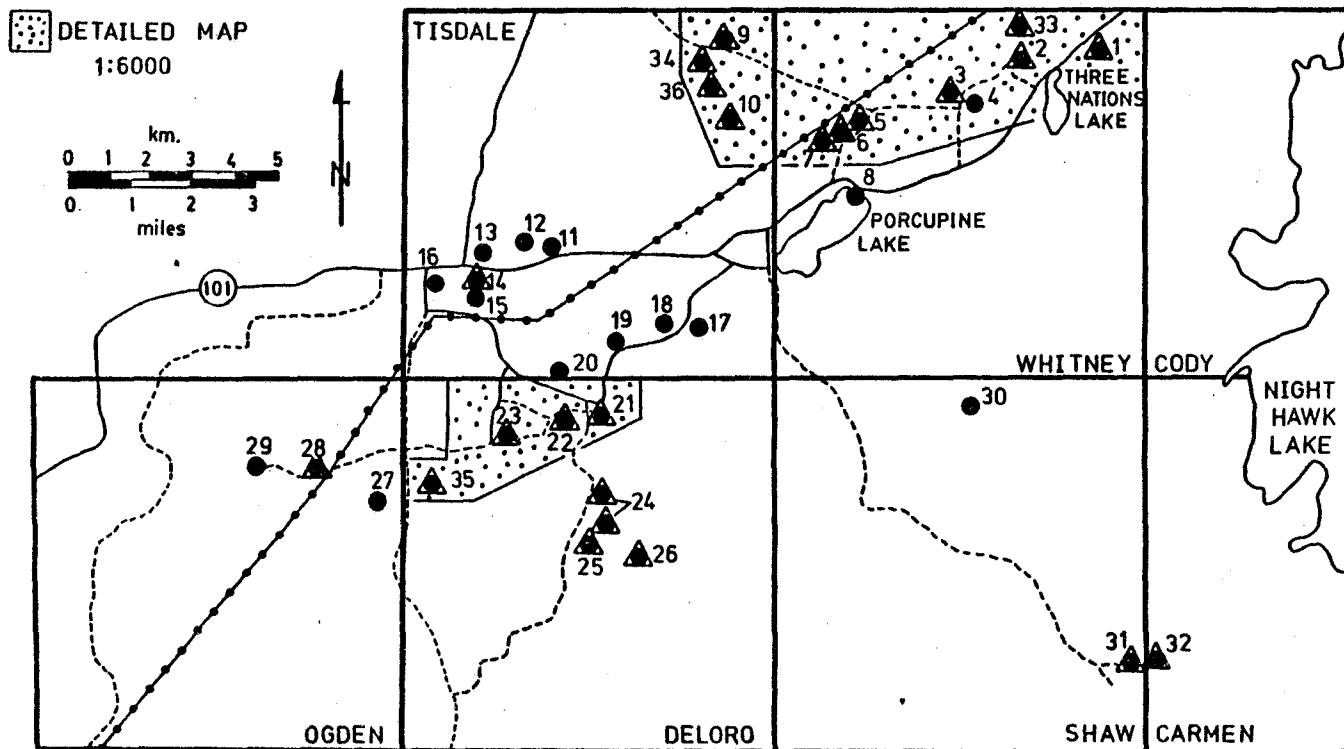 DETAILED MAP
1:6000
km.
0 1 2 3 4 5
0 1 2 3
miles
N
TISDALE
9
34
36
10
33
2
1
3
4
THREE
NATIONS
LAKE
5
6
7
8
PORCUPINE
LAKE
13
12
11
16
14
15
101
19
18
17
20
WHITNEY
CODY
NIGHT
HAWK
LAKE
30
23
22
21
29
28
27
35
24
25
26
31
32
OGDEN
DELORO
SHAW
CARMEN